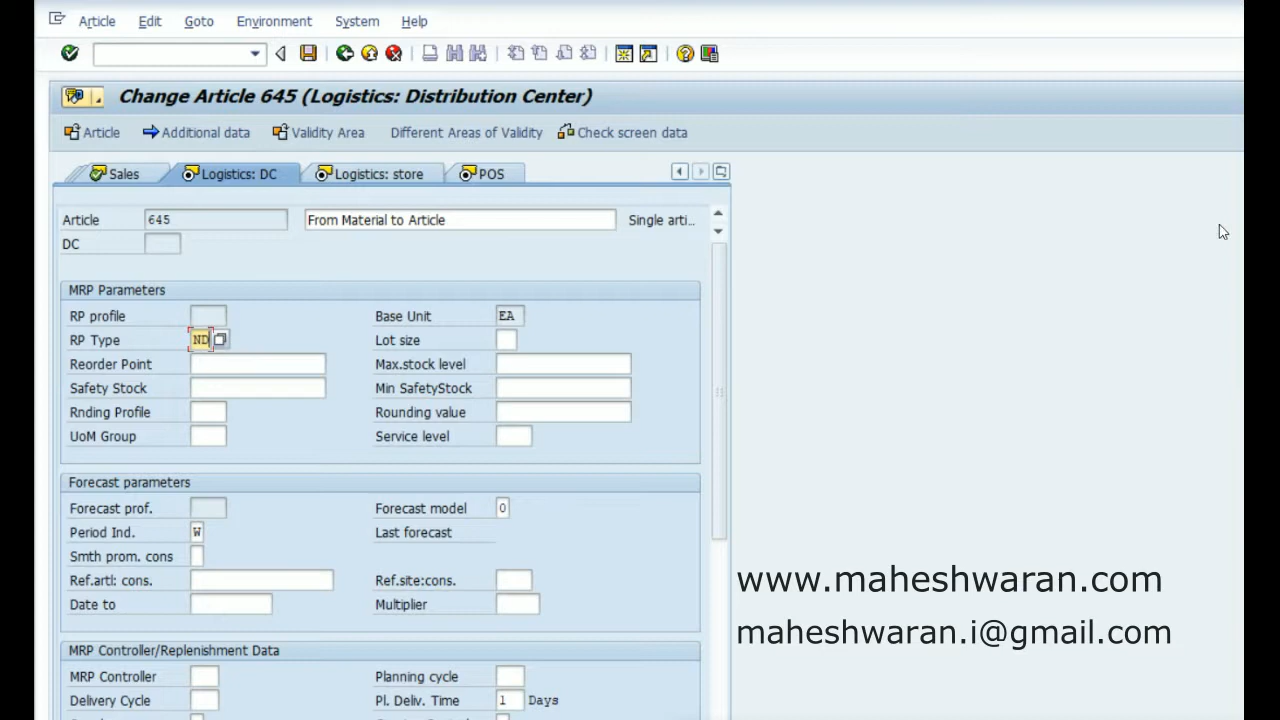 Article Edit Goto Environment System Help
Change Article 645 (Logistics: Distribution Center)
Article Additional data Validity Area Different Areas of Validity Check screen data
Sales Logistics: DC Logistics: store POS
Article 645 From Material to Article Single arti...
DC
MRP Parameters
RP profile Base Unit EA
RP Type ND Lot size
Reorder Point Max.stock level
Safety Stock Min SafetyStock
Rnding Profile Rounding value
UoM Group Service level
Forecast parameters
Forecast prof. Forecast model 0
Period Ind. W Last forecast
Smth prom. cons
Ref.artl: cons. Ref.site:cons.
Date to Multiplier
www.maheshwaran.com
maheshwaran.i@gmail.com
MRP Controller/Replenishment Data
MRP Controller Planning cycle
Delivery Cycle Pl. Deliv. Time 1 Days